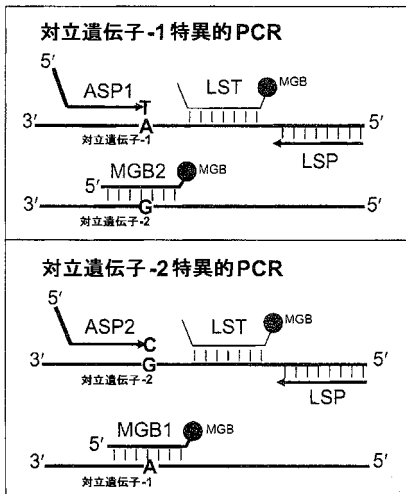 対立遺伝子-1特異的PCR
5′
ASP1 T LST MGB
3′ A 5′
対立遺伝子-1
LSP
5′ MGB2 MGB
3′ G 5′
対立遺伝子-2
対立遺伝子-2特異的PCR
5′
ASP2 C LST MGB
3′ G 5′
対立遺伝子-2
LSP
5′ MGB1 MGB
3′ A 5′
対立遺伝子-1